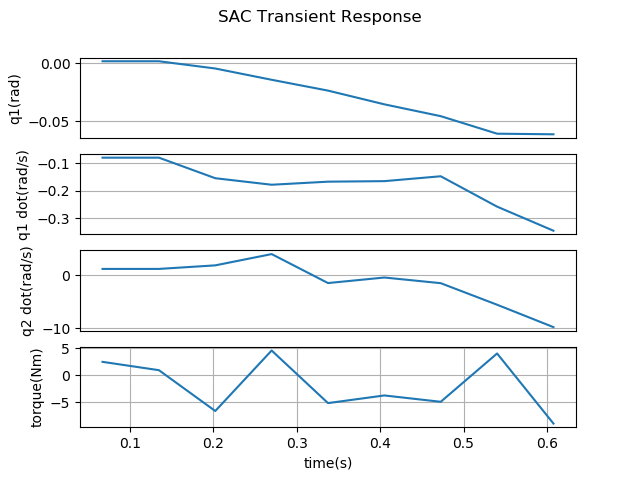 SAC Transient Response
0.00
−0.05
q1(rad)
−0.1
−0.2
−0.3
q1 dot(rad/s)
0
−10
q2 dot(rad/s)
5
0
−5
torque(Nm)
0.1 0.2 0.3 0.4 0.5 0.6
time(s)